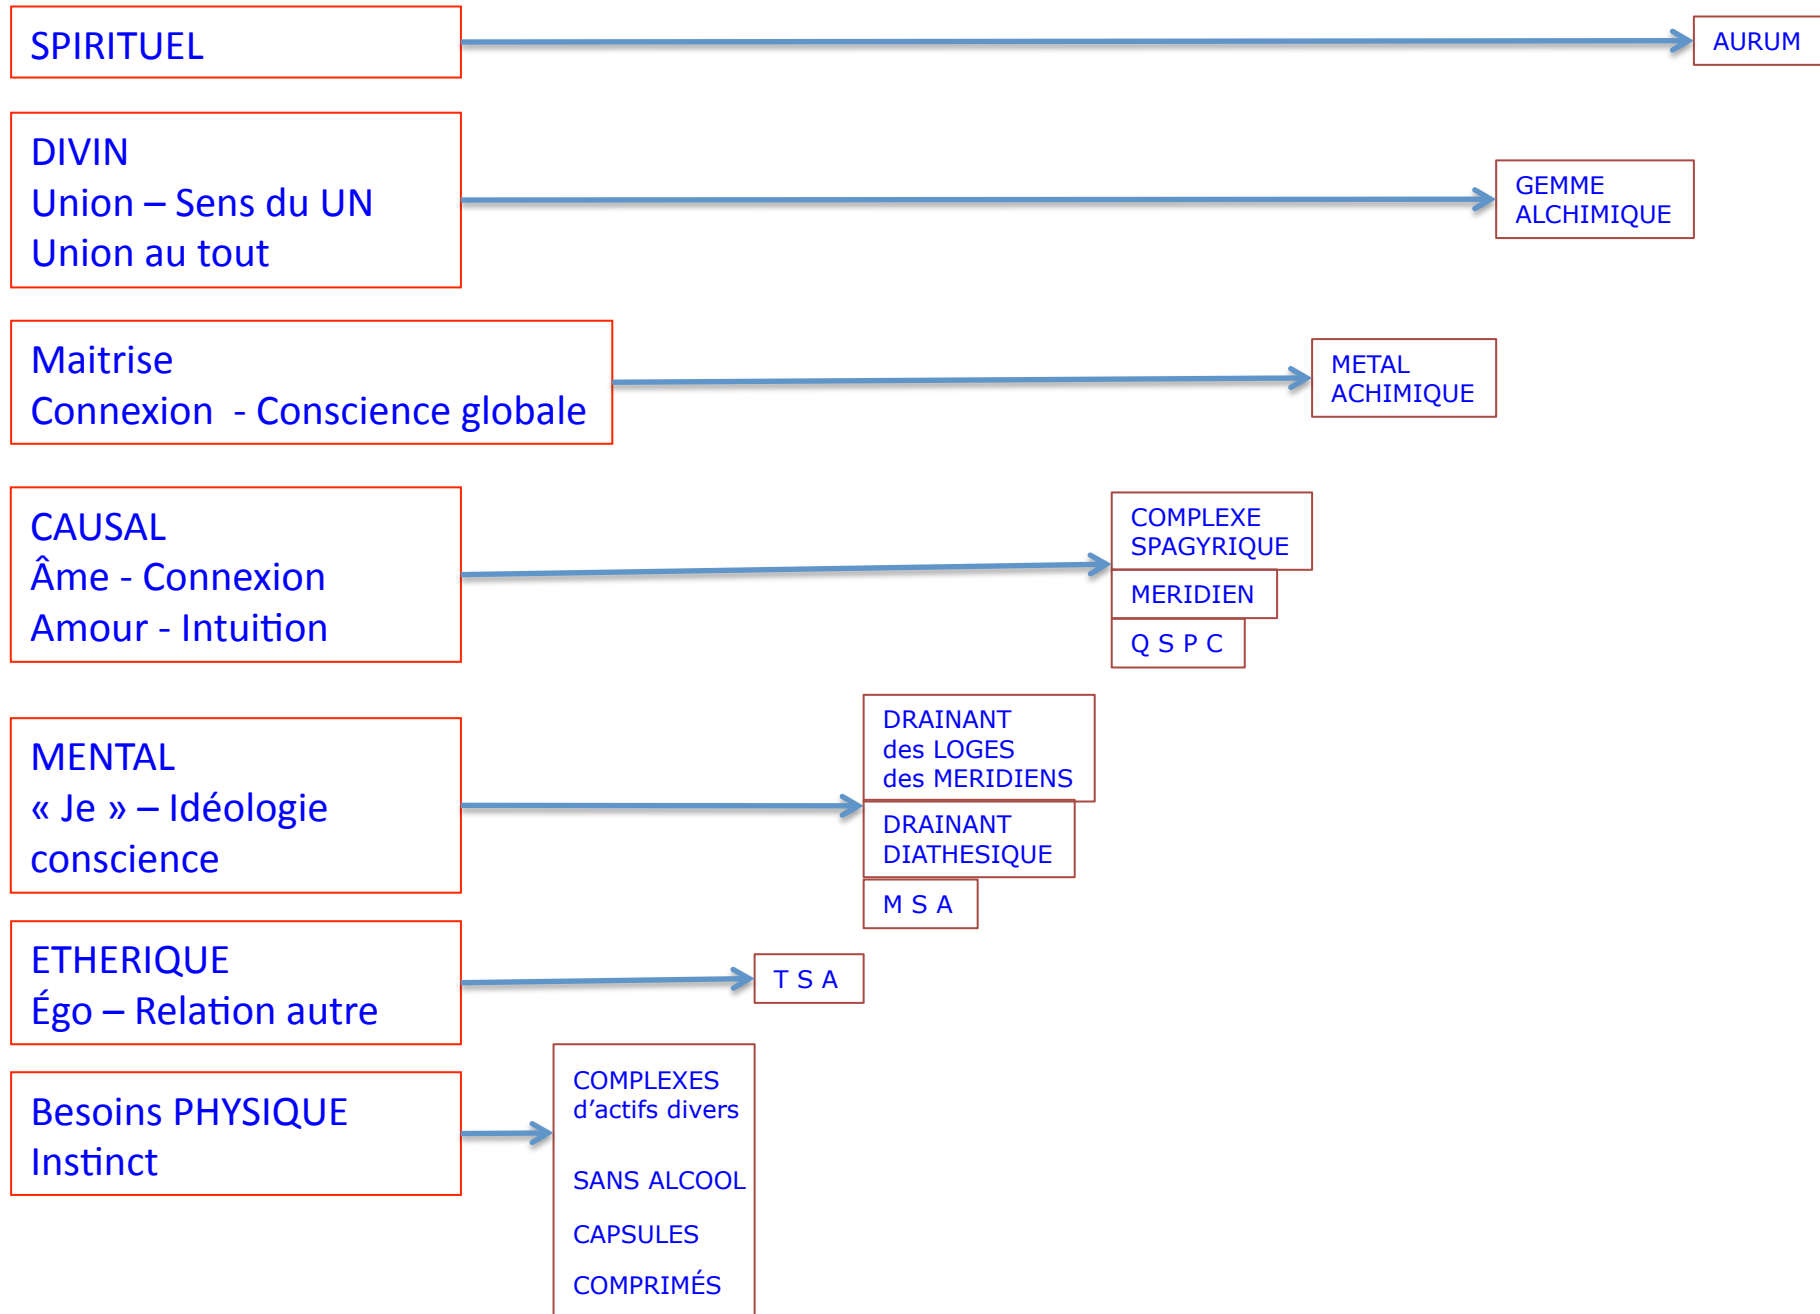 SPIRITUEL
AURUM
DIVIN
Union – Sens du UN
Union au tout
GEMME
ALCHIMIQUE
Maitrise
Connexion  - Conscience globale
METAL
ACHIMIQUE
CAUSAL
Âme - Connexion
Amour - Intuition
COMPLEXE
SPAGYRIQUE
MERIDIEN
Q S P C
MENTAL
« Je » – Idéologie
conscience
DRAINANT
des LOGES
des MERIDIENS
DRAINANT
DIATHESIQUE
M S A
ETHERIQUE
Égo – Relation autre
T S A
Besoins PHYSIQUE
Instinct
COMPLEXES
d’actifs divers
SANS ALCOOL
CAPSULES
COMPRIMÉS